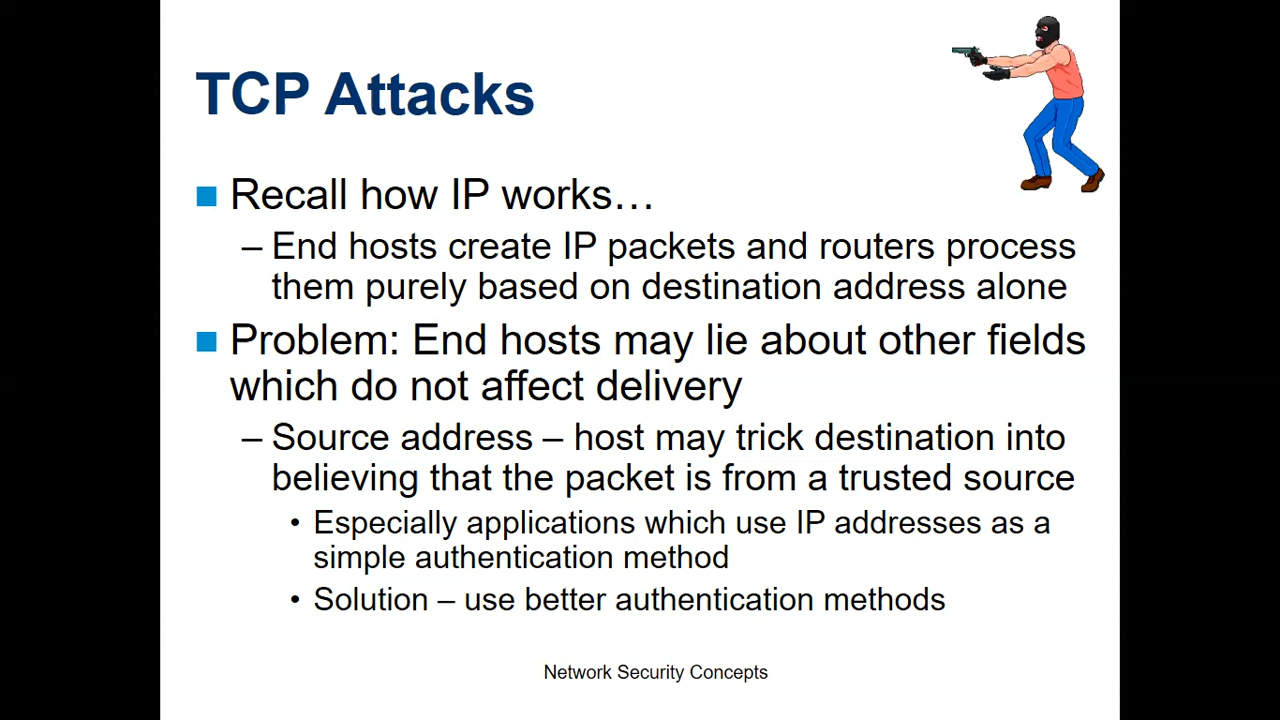 TCP Attacks
Recall how IP works…
– End hosts create IP packets and routers process
them purely based on destination address alone
Problem: End hosts may lie about other fields
which do not affect delivery
– Source address – host may trick destination into
believing that the packet is from a trusted source
• Especially applications which use IP addresses as a
simple authentication method
• Solution – use better authentication methods
Network Security Concepts